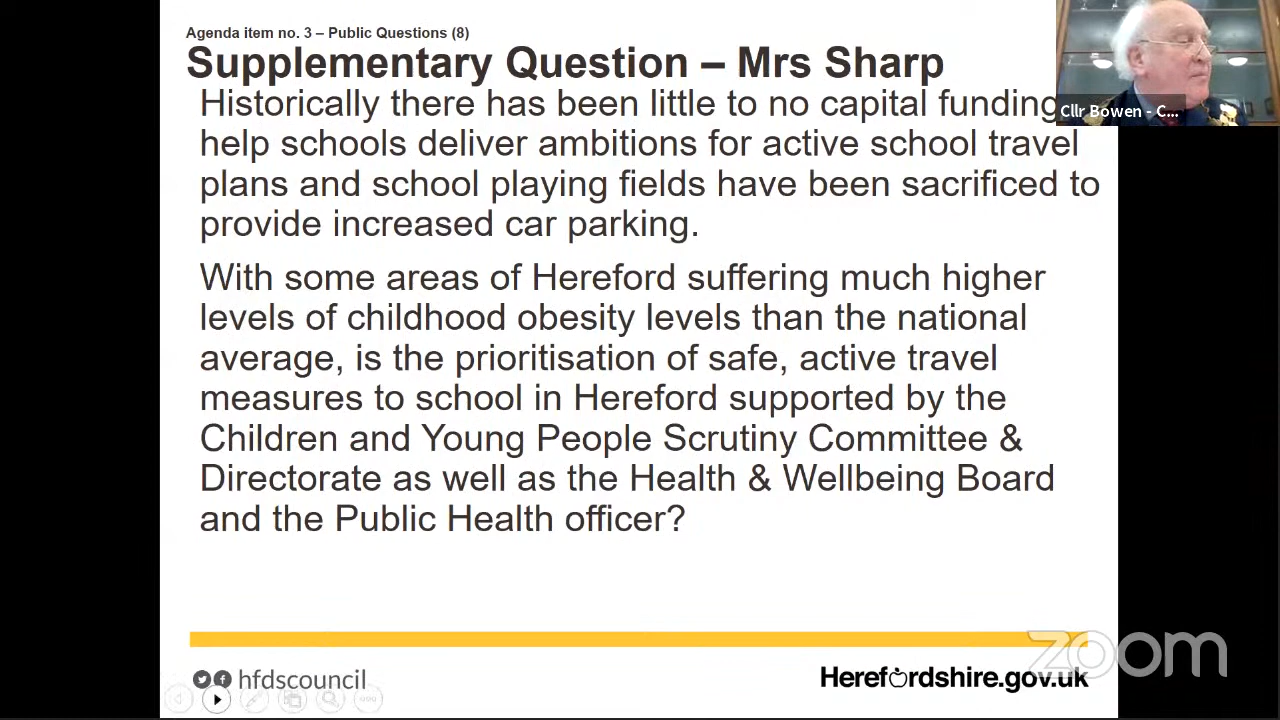 Agenda item no. 3 – Public Questions (8)
Supplementary Question – Mrs Sharp
Historically there has been little to no capital funding
help schools deliver ambitions for active school travel
plans and school playing fields have been sacrificed to
provide increased car parking.
With some areas of Hereford suffering much higher
levels of childhood obesity levels than the national
average, is the prioritisation of safe, active travel
measures to school in Hereford supported by the
Children and Young People Scrutiny Committee &
Directorate as well as the Health & Wellbeing Board
and the Public Health officer?
Cllr Bowen - C...
hfdscouncil
Herefordshire.gov.uk
zoom